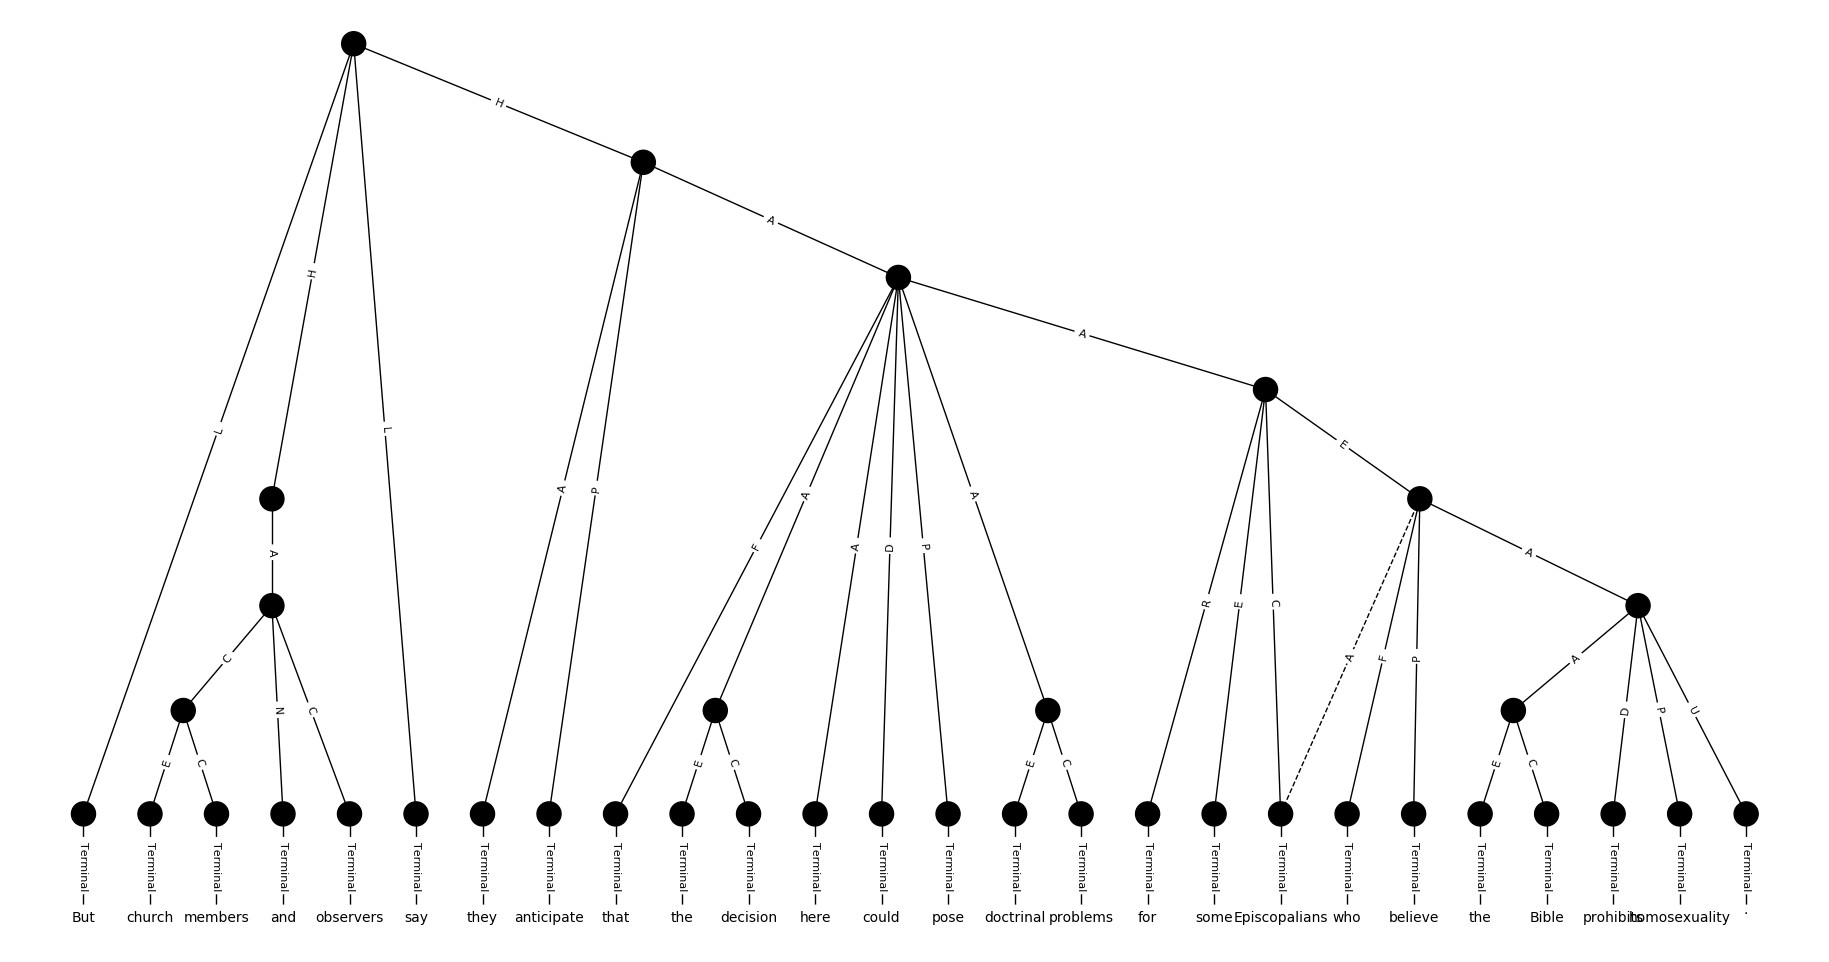 H
A
H
A
L
L
E
A
P
A
A
F
A
A
D
P
A
A
R
E
C
A
F
P
C
A
N
C
D
P
U
E
C
E
C
E
C
E
C
Terminal Terminal Terminal Terminal Terminal Terminal Terminal Terminal Terminal Terminal Terminal Terminal Terminal Terminal Terminal Terminal Terminal Terminal Terminal Terminal Terminal Terminal Terminal Terminal Terminal Terminal
But church members and observers say they anticipate that the decision here could pose doctrinal problems for some Episcopalians who believe the Bible prohibits homosexuality .